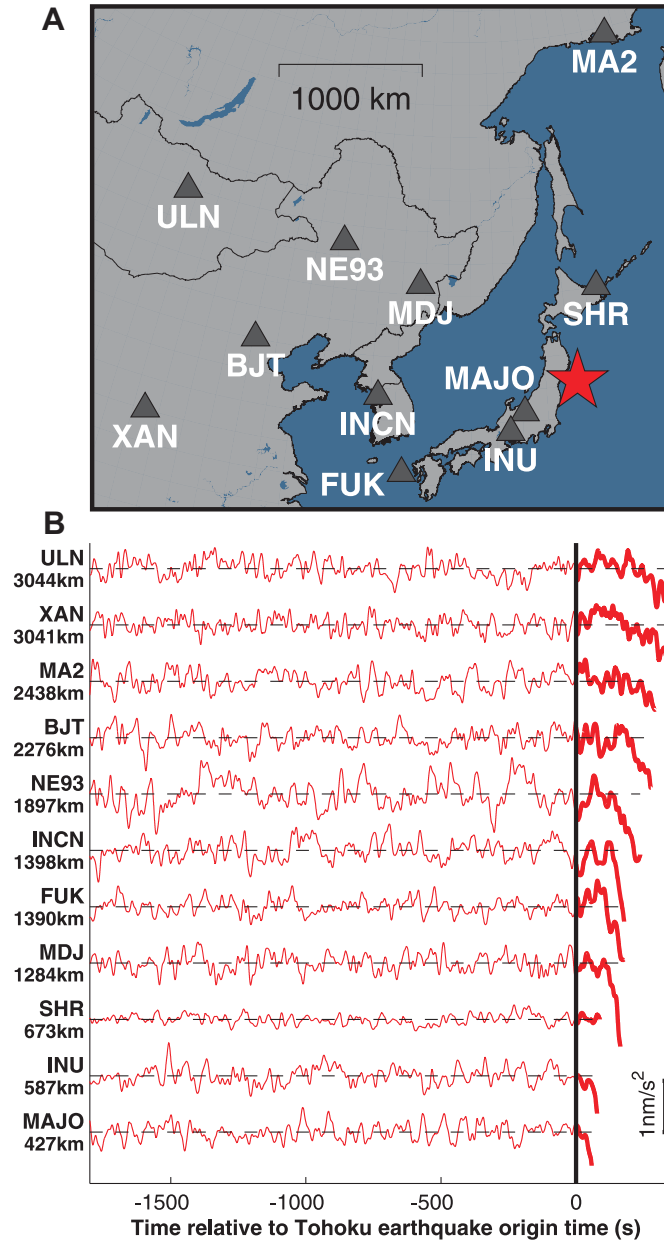 A
MA2
1000 km
ULN
NE93
MDJ
SHR
BJT
MAJO
INCN
XAN
INU
FUK
B
ULN
3044km
XAN
3041km
MA2
2438km
BJT
2276km
NE93
1897km
INCN
1398km
FUK
1390km
MDJ
1284km
SHR
673km
INU
587km
MAJO
427km
1nm/s²
-1500 -1000 -500 0
Time relative to Tohoku earthquake origin time (s)